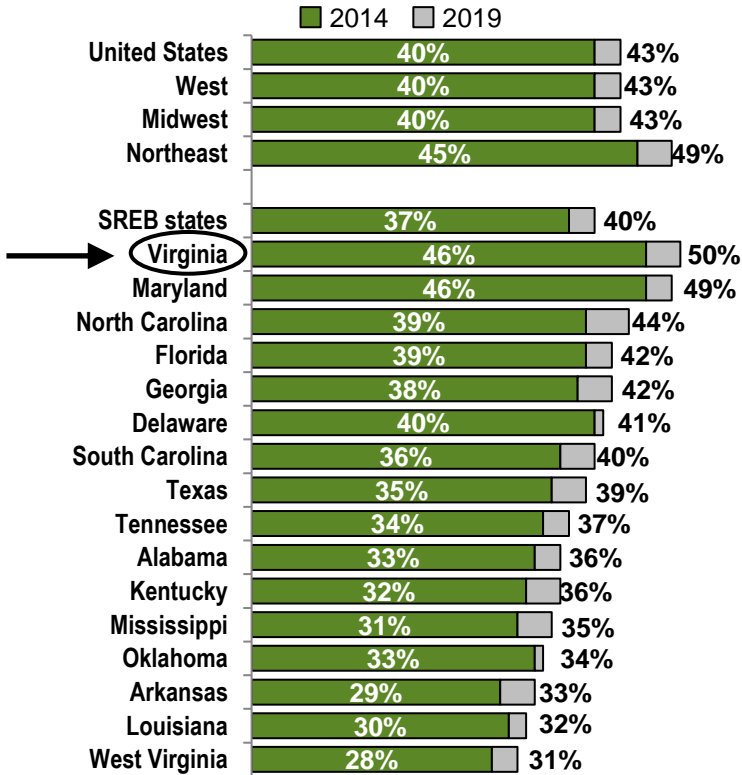 2014 2019
United States 40% 43%
West 40% 43%
Midwest 40% 43%
Northeast 45% 49%
SREB states 37% 40%
Virginia 46% 50%
Maryland 46% 49%
North Carolina 39% 44%
Florida 39% 42%
Georgia 38% 42%
Delaware 40% 41%
South Carolina 36% 40%
Texas 35% 39%
Tennessee 34% 37%
Alabama 33% 36%
Kentucky 32% 36%
Mississippi 31% 35%
Oklahoma 33% 34%
Arkansas 29% 33%
Louisiana 30% 32%
West Virginia 28% 31%